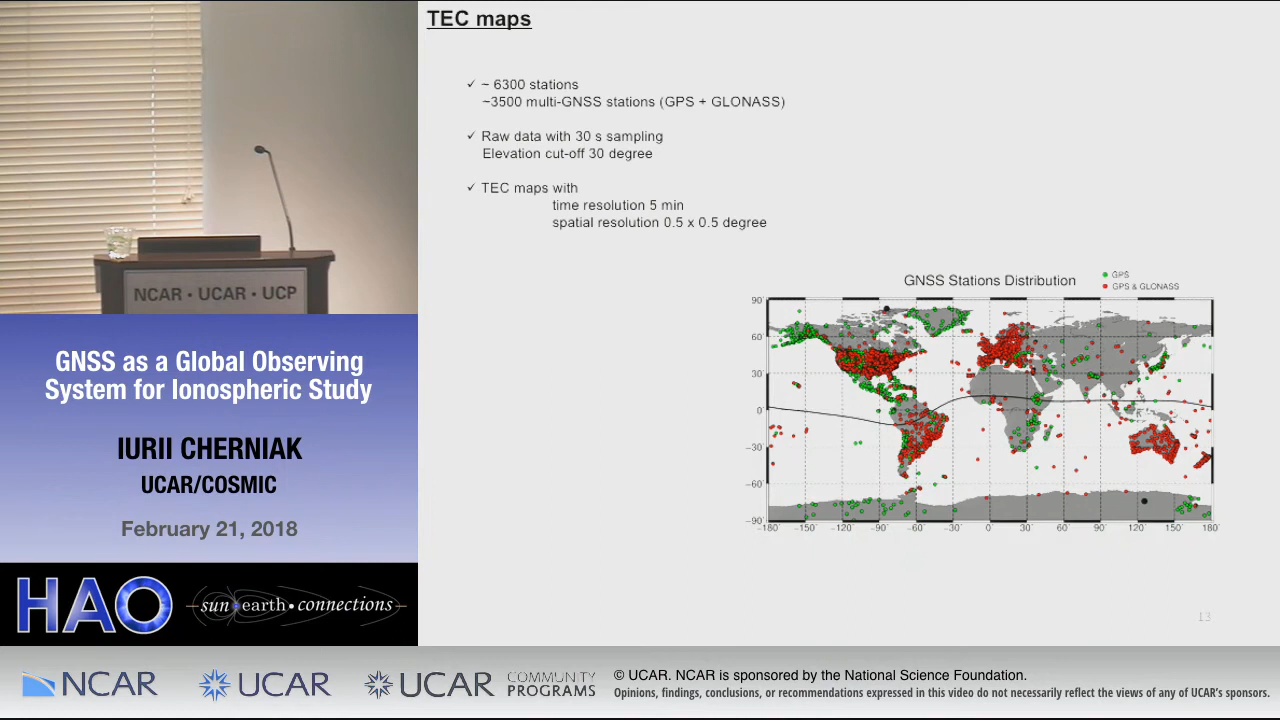 TEC maps
✓ ~ 6300 stations
~3500 multi-GNSS stations (GPS + GLONASS)
✓ Raw data with 30 s sampling
Elevation cut-off 30 degree
✓ TEC maps with
time resolution 5 min
spatial resolution 0.5 x 0.5 degree
GNSS Stations Distribution
GPS
GPS & GLONASS
90°
60°
30°
0°
−30°
−60°
−90°
−180° −150° −120° −90° −60° −30° 0° 30° 60° 90° 120° 150° 180°
13
NCAR • UCAR • UCP
GNSS as a Global Observing
System for Ionospheric Study
IURII CHERNIAK
UCAR/COSMIC
February 21, 2018
HAO
sun • earth • connections
NCAR
UCAR
UCAR
COMMUNITY
PROGRAMS
© UCAR. NCAR is sponsored by the National Science Foundation.
Opinions, findings, conclusions, or recommendations expressed in this video do not necessarily reflect the views of any of UCAR's sponsors.